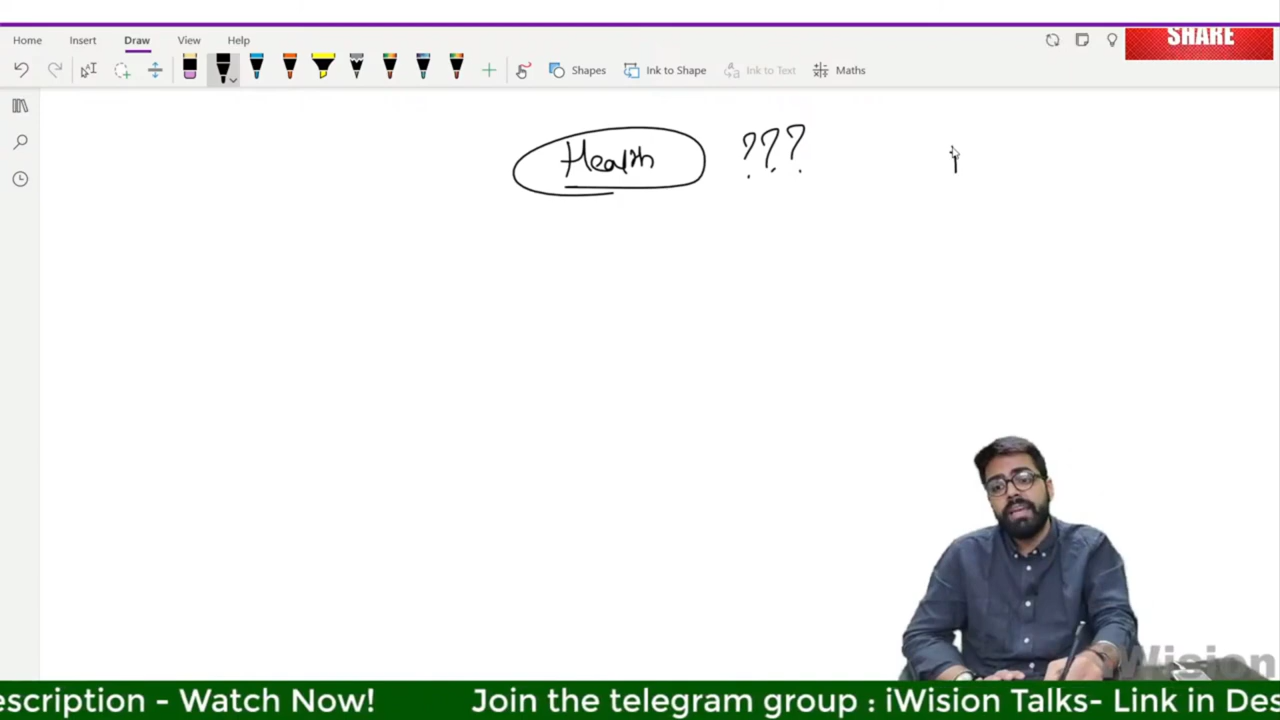 Home Insert Draw View Help
SHARE
Shapes Ink to Shape Ink to Text Maths
Health ???
Wision
escription - Watch Now! Join the telegram group : iWision Talks- Link in Des